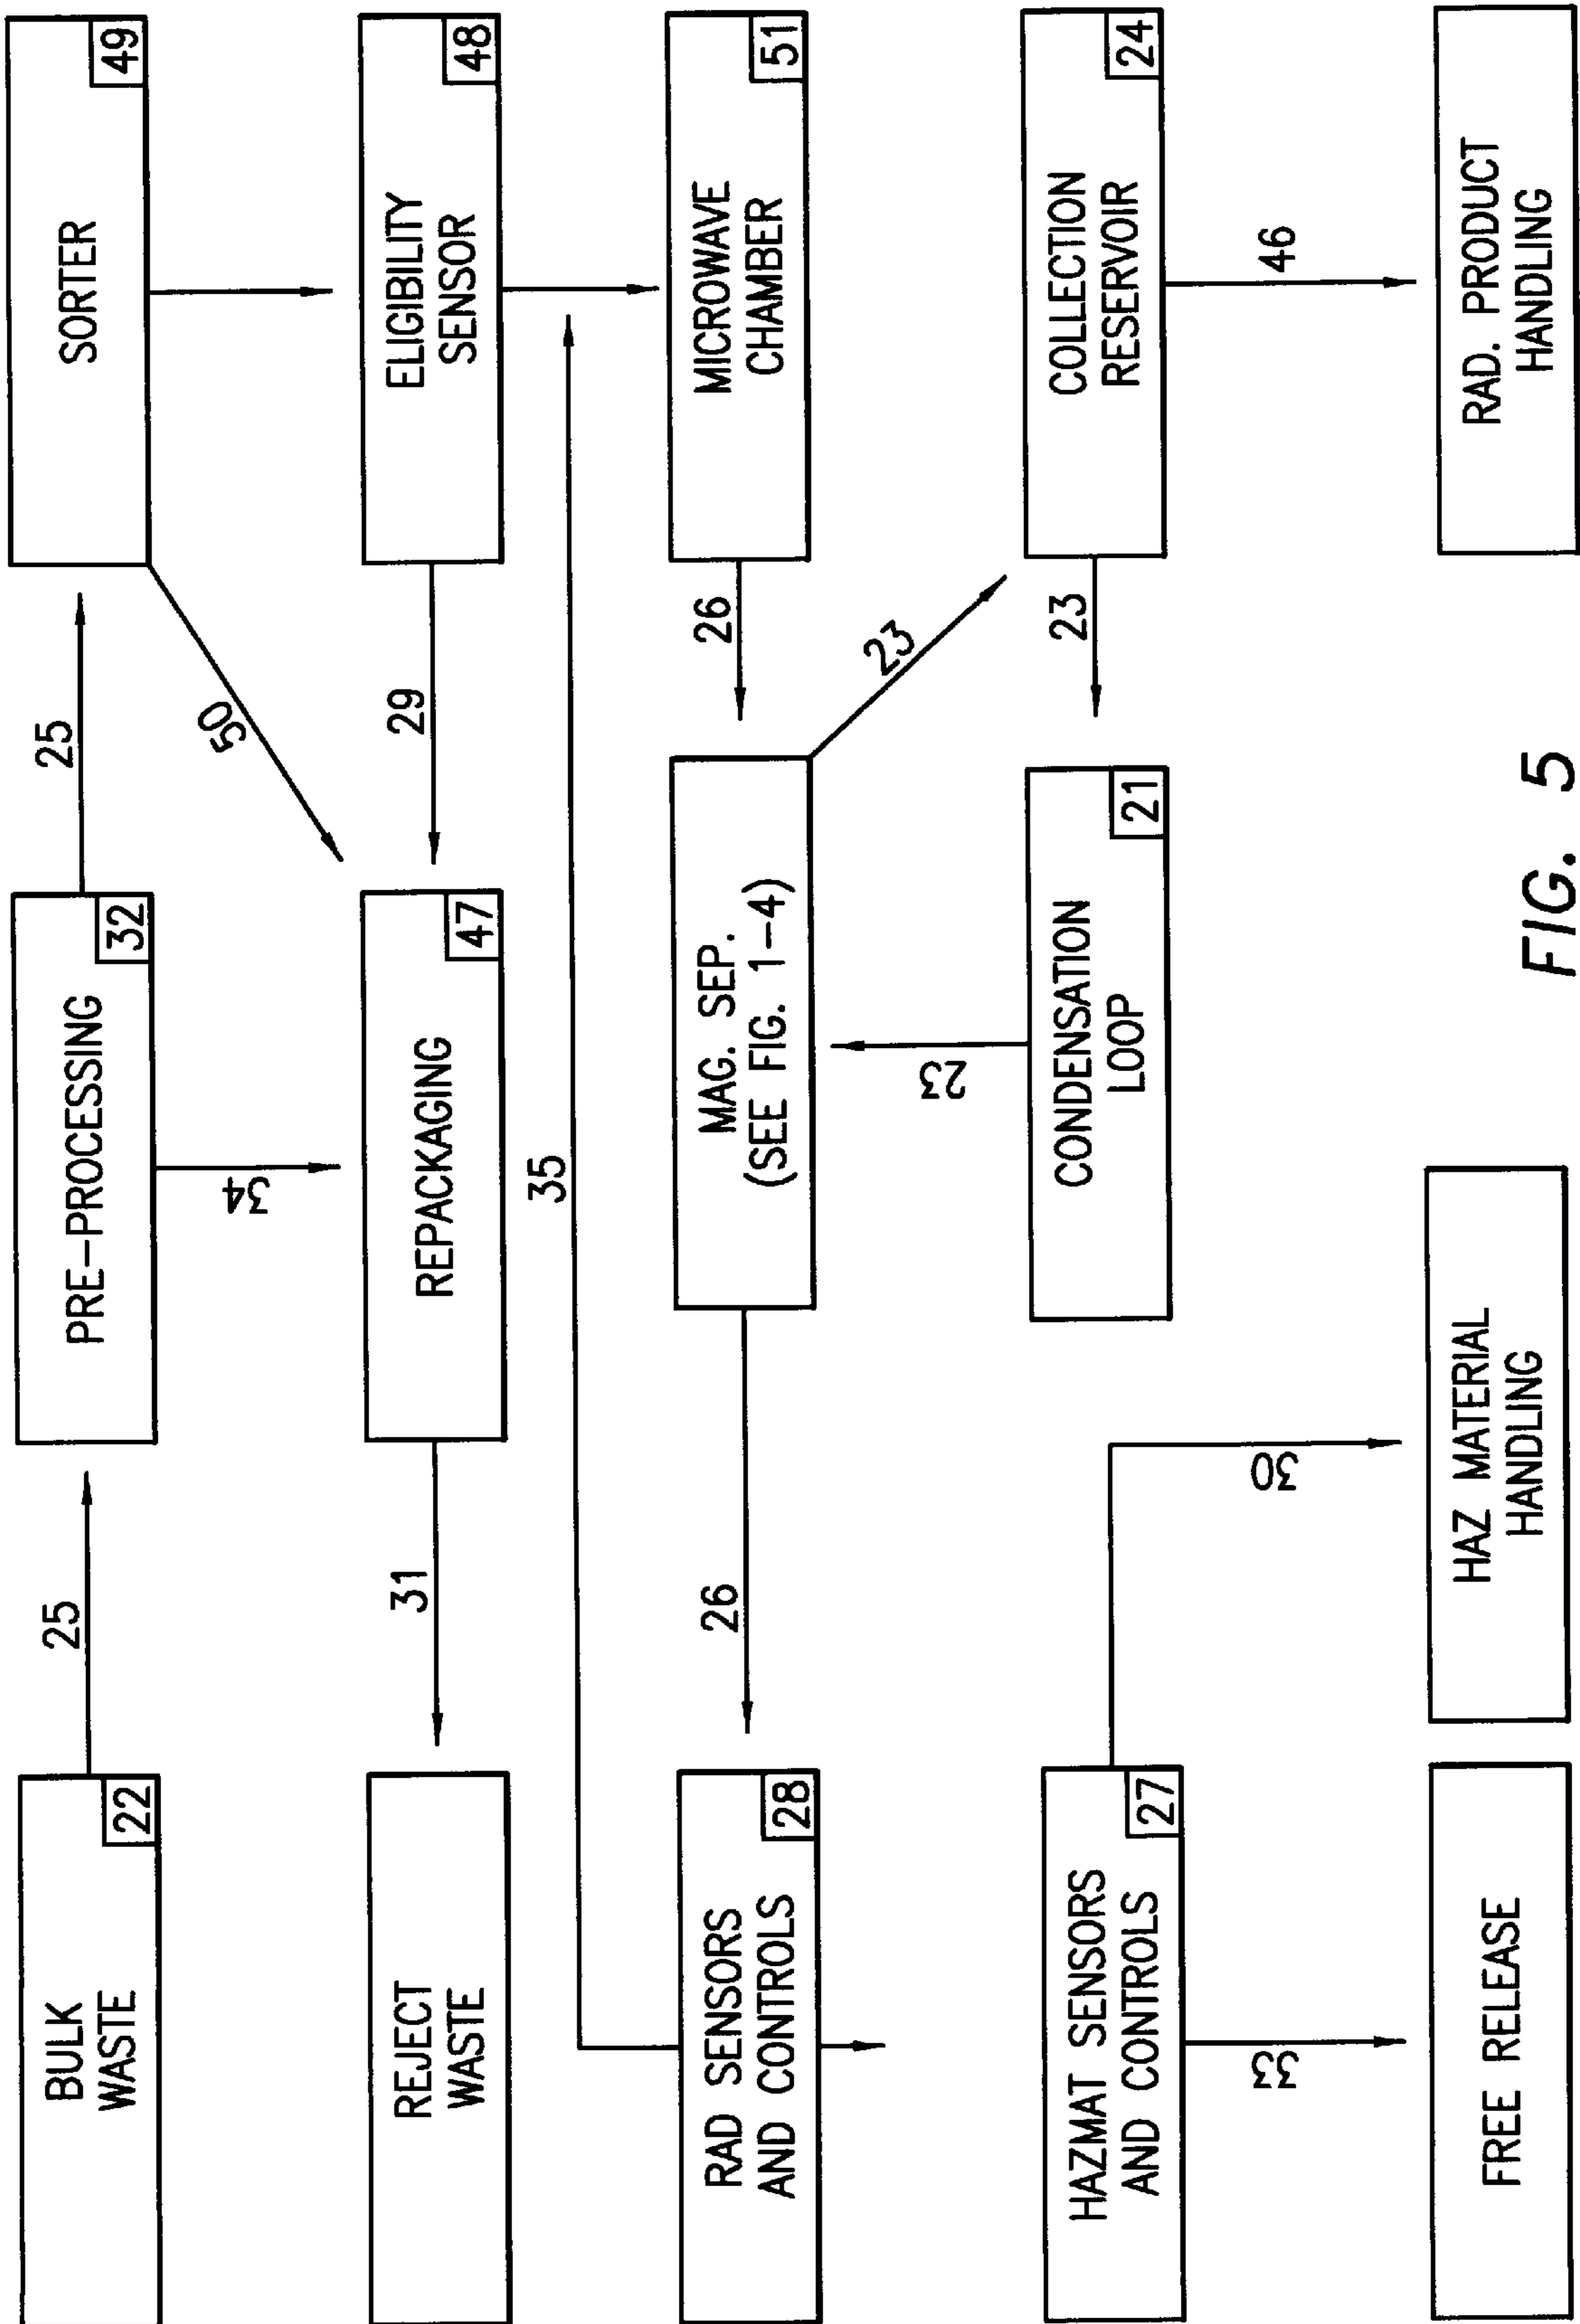 BULK
WASTE
22
25
PRE-PROCESSING
32
25
SORTER
49
34
50
REJECT
WASTE
31
REPACKAGING
47
29
ELIGIBILITY
SENSOR
48
35
RAD SENSORS
AND CONTROLS
28
26
MAG. SEP.
(SEE FIG. 1-4)
26
MICROWAVE
CHAMBER
51
23
23
HAZMAT SENSORS
AND CONTROLS
27
CONDENSATION
LOOP
21
23
COLLECTION
RESERVOIR
24
33
30
46
FREE RELEASE
HAZ MATERIAL
HANDLING
RAD. PRODUCT
HANDLING
FIG. 5